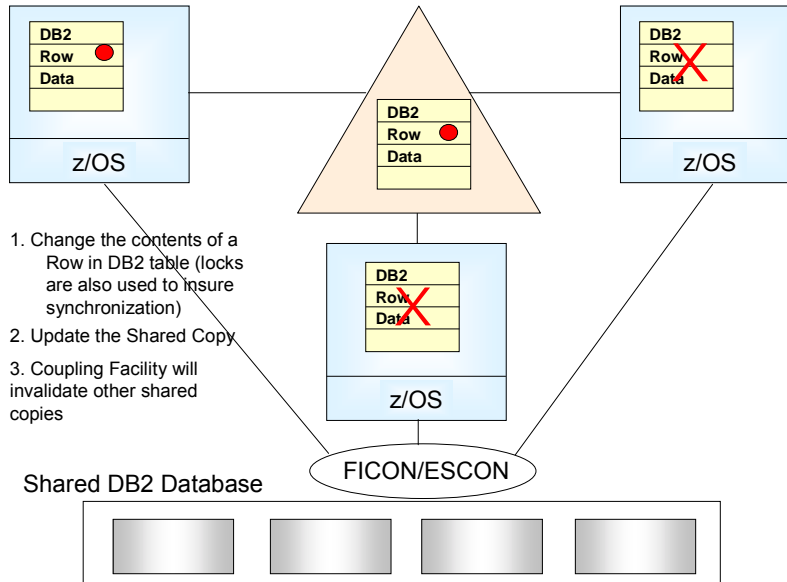 DB2
Row
Data
z/OS
DB2
Row
Data
DB2
Row
Data
z/OS
1. Change the contents of a
Row in DB2 table (locks
are also used to insure
synchronization)
2. Update the Shared Copy
3. Coupling Facility will
invalidate other shared
copies
DB2
Row
Data
z/OS
FICON/ESCON
Shared DB2 Database